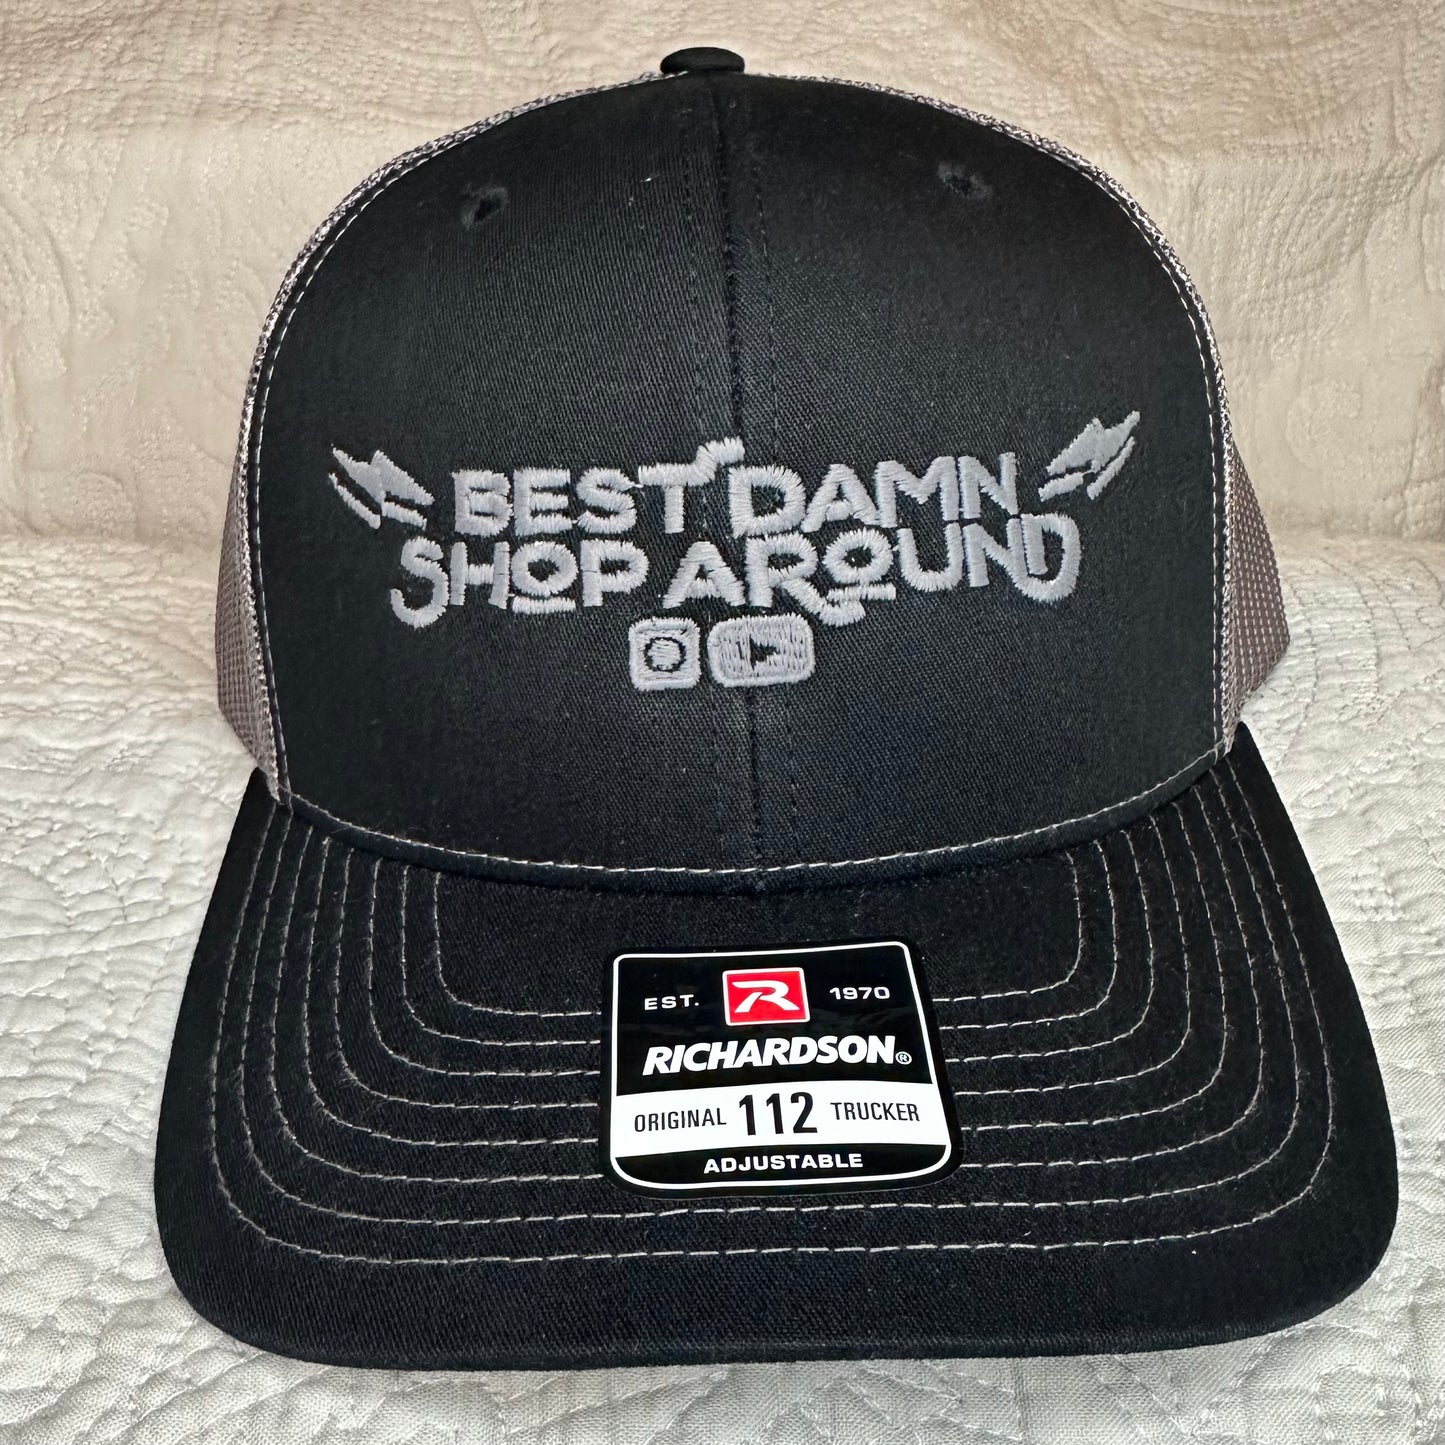 BEST DAMN
SHOP AROUND
EST. R 1970
RICHARDSON®
ORIGINAL 112 TRUCKER
ADJUSTABLE